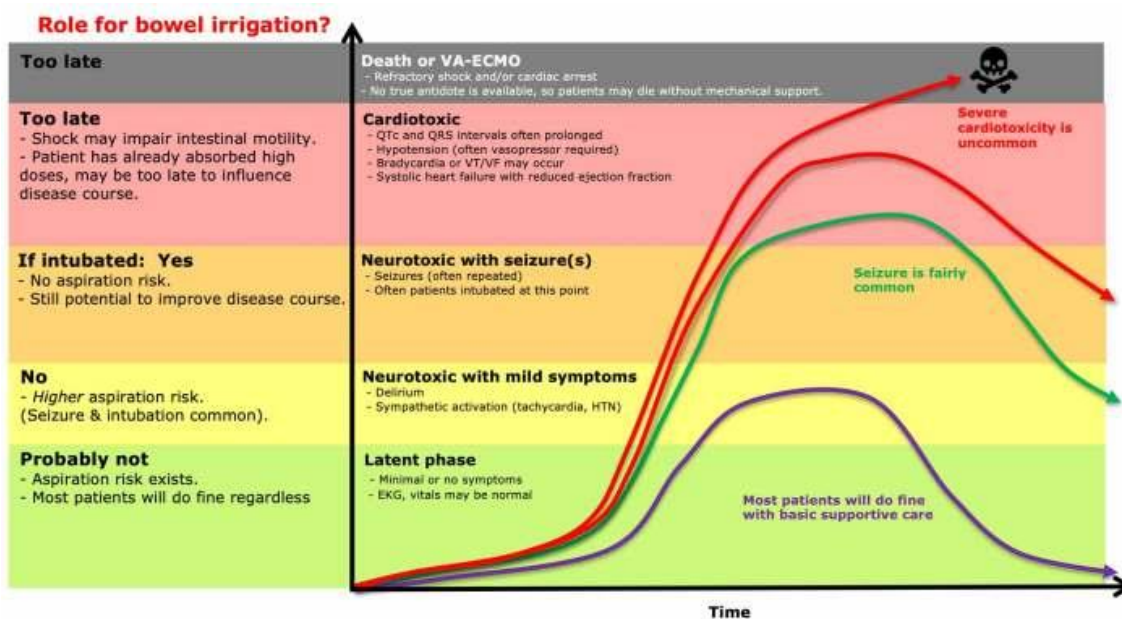 Role for bowel irrigation?
Too late
Death or VA-ECMO
- Refractory shock and/or cardiac arrest
- No true antidote is available, so patients may die without mechanical support.
Too late
- Shock may impair intestinal motility.
- Patient has already absorbed high
doses, may be too late to influence
disease course.
Cardiotoxic
- QTc and QRS intervals often prolonged
- Hypotension (often vasopressor required)
- Bradycardia or VT/VF may occur
- Systolic heart failure with reduced ejection fraction
Severe
cardiotoxicity is
uncommon
If intubated: Yes
- No aspiration risk.
- Still potential to improve disease course.
Neurotoxic with seizure(s)
- Seizures (often repeated)
- Often patients intubated at this point
Seizure is fairly
common
No
- Higher aspiration risk.
(Seizure & intubation common).
Neurotoxic with mild symptoms
- Delirium
- Sympathetic activation (tachycardia, HTN)
Probably not
- Aspiration risk exists.
- Most patients will do fine regardless
Latent phase
- Minimal or no symptoms
- EKG, vitals may be normal
Most patients will do fine
with basic supportive care
Time